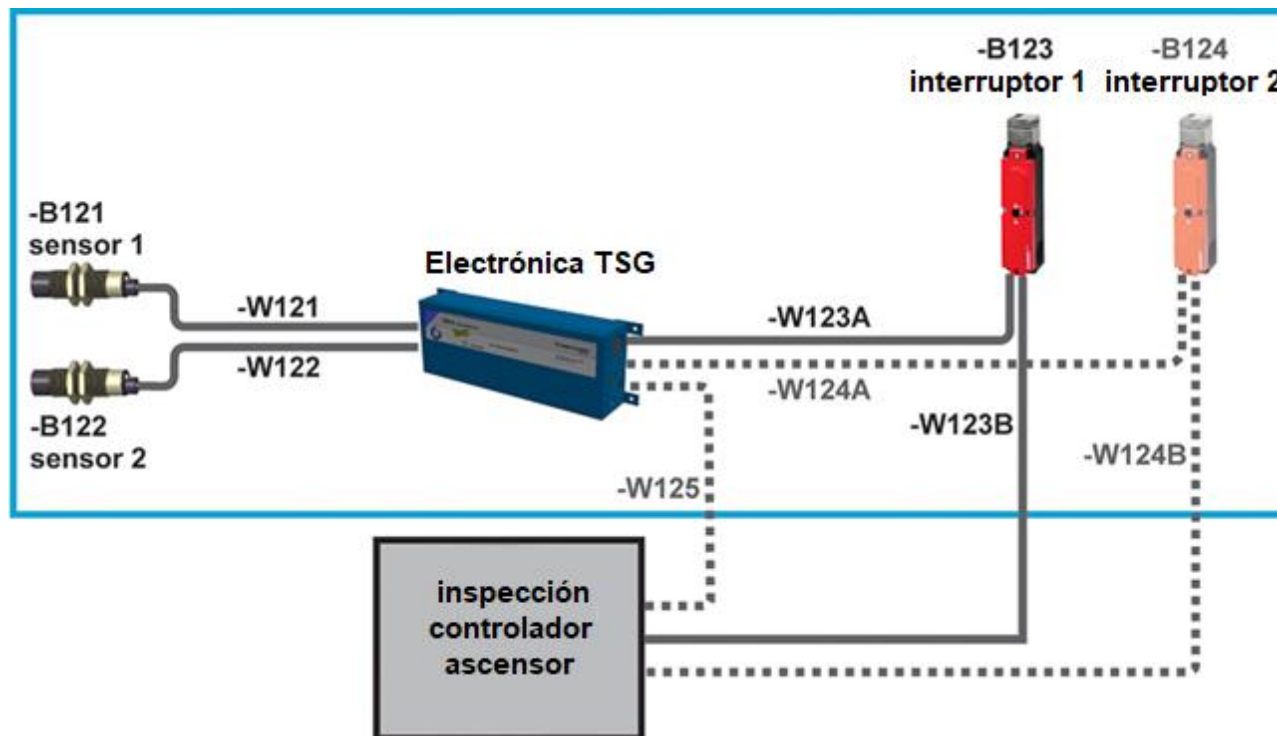 -B123
interruptor 1
-B124
interruptor 2
-B121
sensor 1
Electrónica TSG
-W121
-W123A
-W122
-W124A
-B122
sensor 2
-W123B
-W124B
-W125
inspección
controlador
ascensor